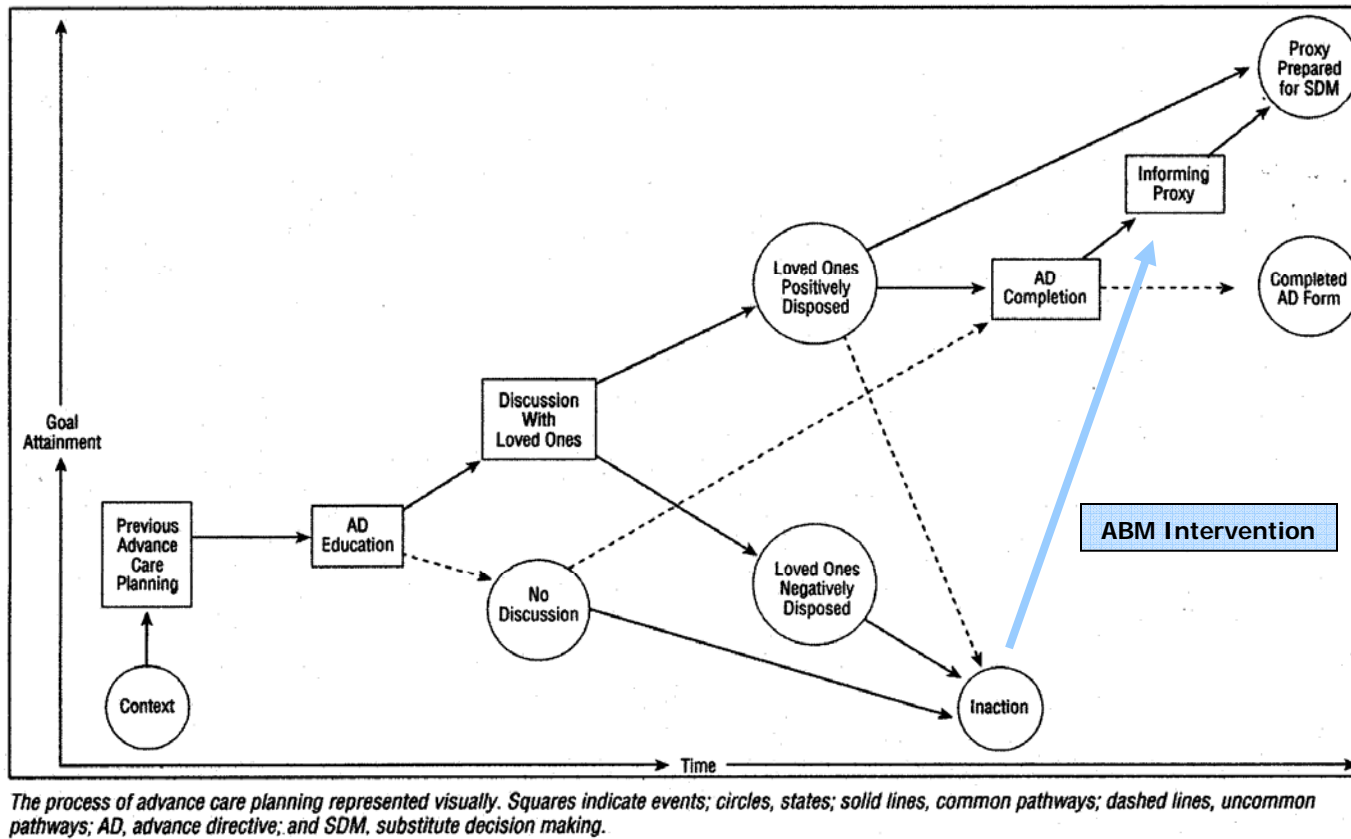 Proxy
Prepared
for SDM
Informing
Proxy
Loved Ones
Positively
Disposed
AD
Completion
Completed
AD Form
Discussion
With
Loved Ones
Goal
Attainment
Previous
Advance
Care
Planning
AD
Education
ABM Intervention
No
Discussion
Loved Ones
Negatively
Disposed
Context
Inaction
Time
The process of advance care planning represented visually. Squares indicate events; circles, states; solid lines, common pathways; dashed lines, uncommon
pathways; AD, advance directive; and SDM, substitute decision making.